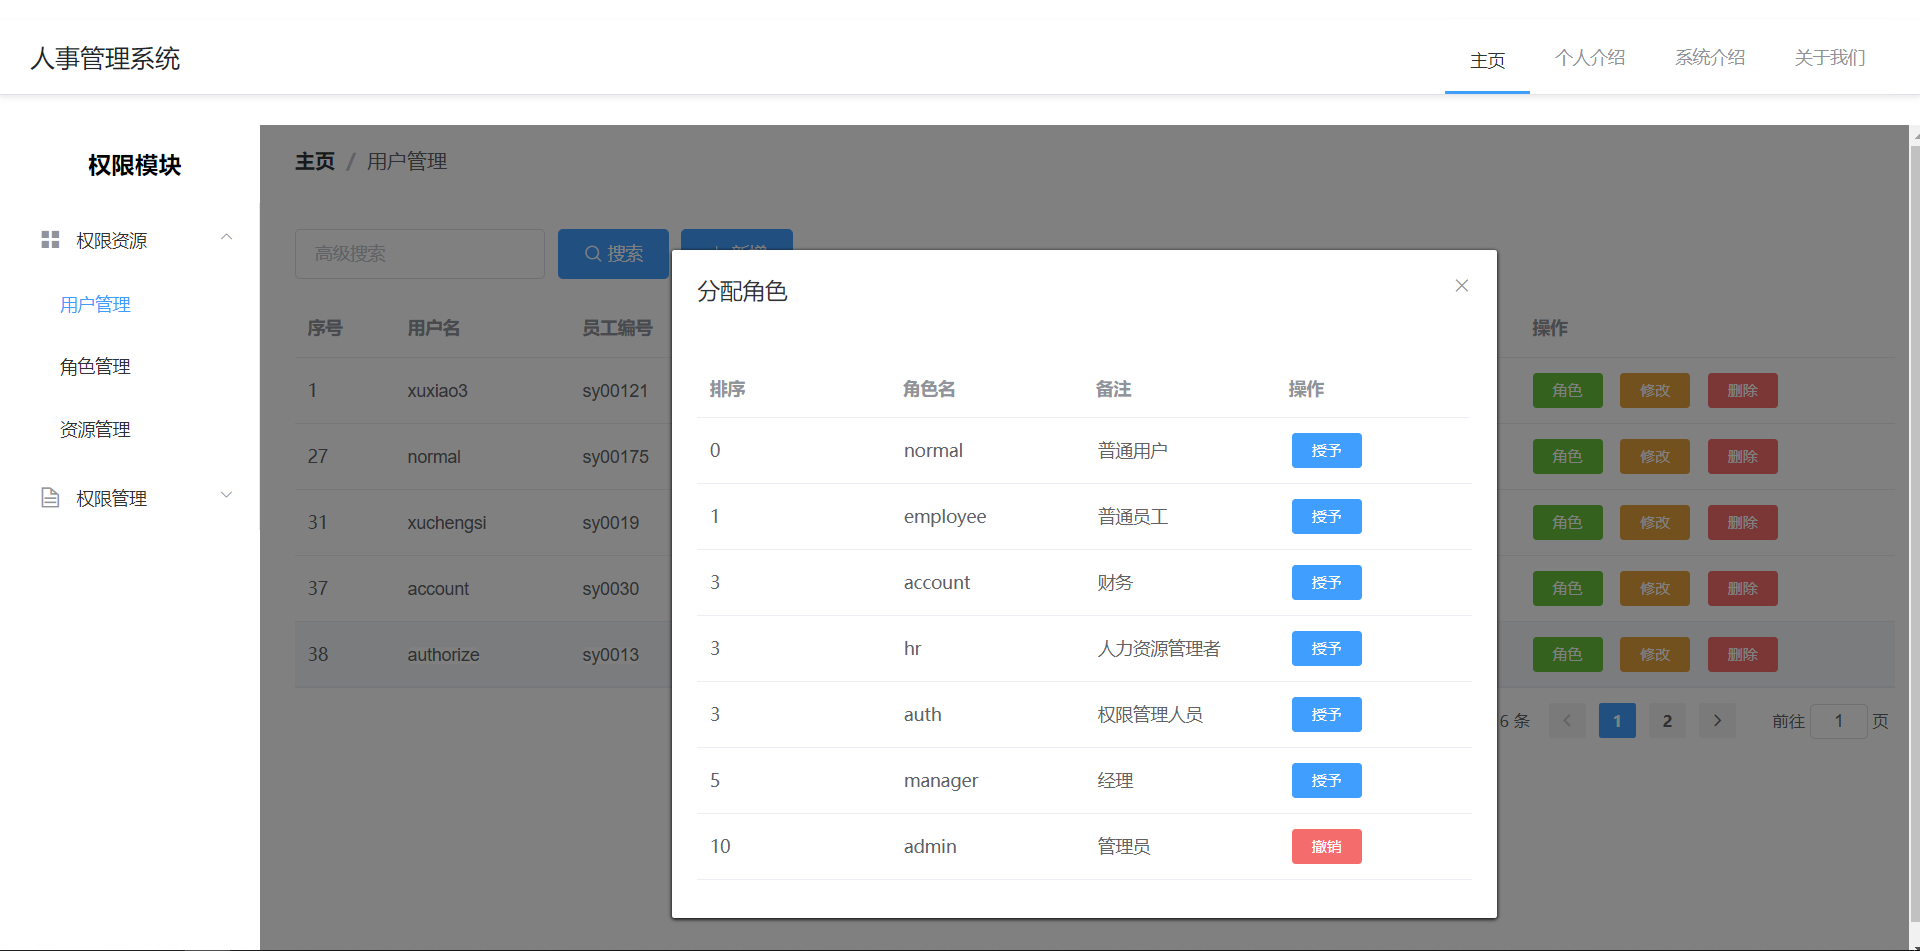 人事管理系统
主页 个人介绍 系统介绍 关于我们
权限模块
权限资源
用户管理
角色管理
资源管理
权限管理
主页 / 用户管理
高级搜索 搜索 新增
序号 用户名 员工编号 操作
1 xuxiao3 sy00121 角色 修改 删除
27 normal sy00175 角色 修改 删除
31 xuchengsi sy0019 角色 修改 删除
37 account sy0030 角色 修改 删除
38 authorize sy0013 角色 修改 删除
6 条 1 2 前往 1 页
分配角色
排序 角色名 备注 操作
0 normal 普通用户 授予
1 employee 普通员工 授予
3 account 财务 授予
3 hr 人力资源管理者 授予
3 auth 权限管理人员 授予
5 manager 经理 授予
10 admin 管理员 撤销